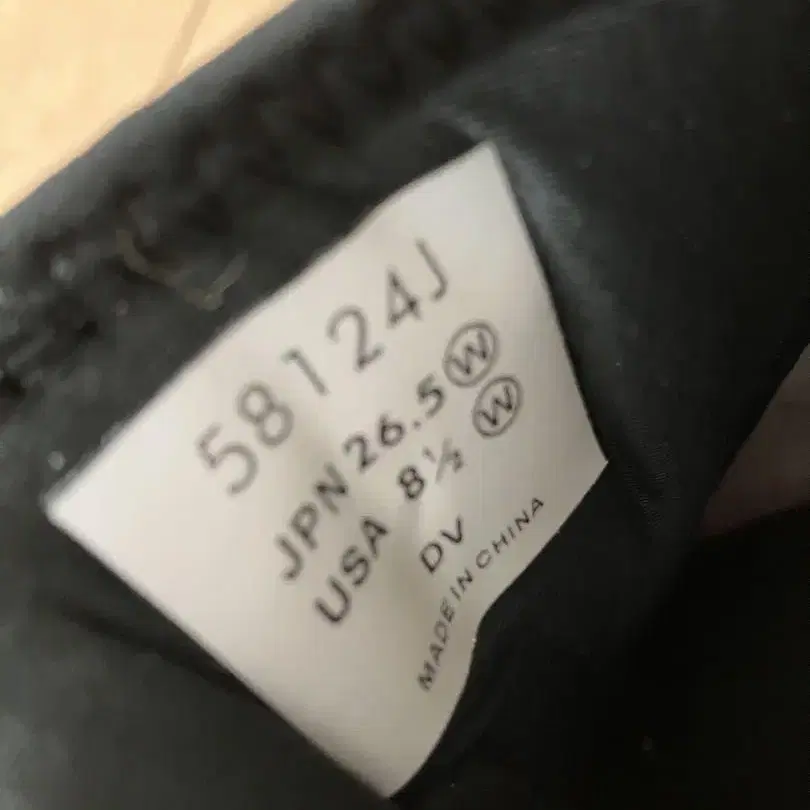 58124J
JPN 26.5 Ⓦ
USA 8½ Ⓦ
DV
MADE IN CHINA